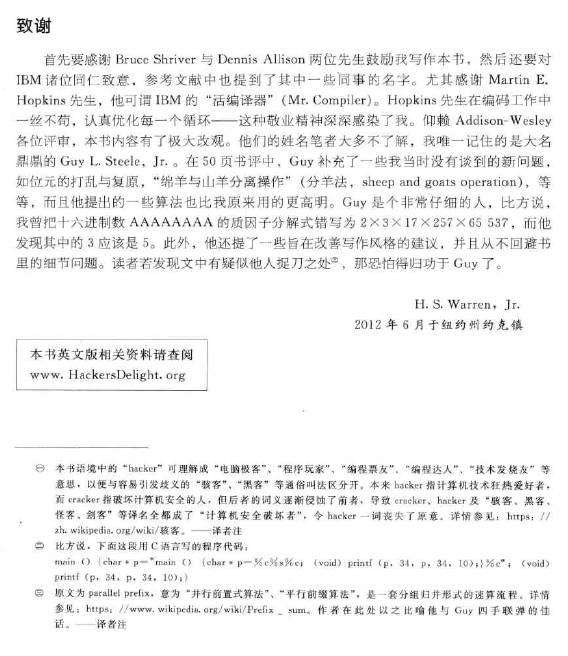 致谢
首先要感谢 Bruce Shriver 与 Dennis Allison 两位先生鼓励我写作本书，然后还要对
IBM 诸位同仁致意，参考文献中也提到了其中一些同事的名字。尤其感谢 Martin E.
Hopkins 先生，他可谓 IBM 的“活编译器”(Mr. Compiler)。Hopkins 先生在编码工作中
一丝不苟，认真优化每一个循环——这种敬业精神深深感染了我。仰赖 Addison-Wesley
各位评审，本书内容有了极大改观。他们的姓名笔者大多不了解，我唯一记住的是大名
鼎鼎的 Guy L. Steele, Jr. 。在 50 页书评中，Guy 补充了一些我当时没有谈到的新问题，
如位元的打乱与复原，“绵羊与山羊分离操作”(分羊法，sheep and goats operation)，等
等，而且他提出的一些算法也比我原来用的更高明。Guy 是个非常仔细的人，比方说，
我曾把十六进制数 AAAAAAAA 的质因子分解式错写为 2×3×17×257×65 537，而他
发现其中的 3 应该是 5。此外，他还提了一些旨在改善写作风格的建议，并且从不回避书
里的细节问题。读者若发现文中有疑似他人捉刀之处㊂，那恐怕得归功于 Guy 了。
H. S. Warren, Jr.
2012 年 6 月于纽约州约克镇
本书英文版相关资料请查阅
www. HackersDelight. org
㊀ 本书语境中的“hacker”可理解成“电脑极客”、“程序玩家”、“编程票友”、“编程达人”、“技术发烧友”等
意思，以便与容易引发歧义的“骇客”、“黑客”等通俗叫法区分开。本来 hacker 指计算机技术狂热爱好者，
而 cracker 指破坏计算机安全的人，但后者的词义逐渐侵蚀了前者，导致 cracker、hacker 及“骇客、黑客、
怪客、剑客”等译名全都成了“计算机安全破坏者”，令 hacker 一词丧失了原意。详情参见：https: //
zh. wikipedia. org/wiki/骇客。——译者注
㊁ 比方说，下面这段用 C 语言写的程序代码：
main () {char * p="main () {char * p=%c%s%c; (void) printf (p, 34, p, 34, 10);}%c"; (void)
printf (p, 34, p, 34, 10);}
㊂ 原文为 parallel prefix，意为“并行前置式算法”、“平行前缀算法”，是一套分组归并形式的速算流程。详情
参见：https: //www. wikipedia. org/wiki/Prefix _ sum。作者在此处以之比喻他与 Guy 四手联弹的佳
话。——译者注